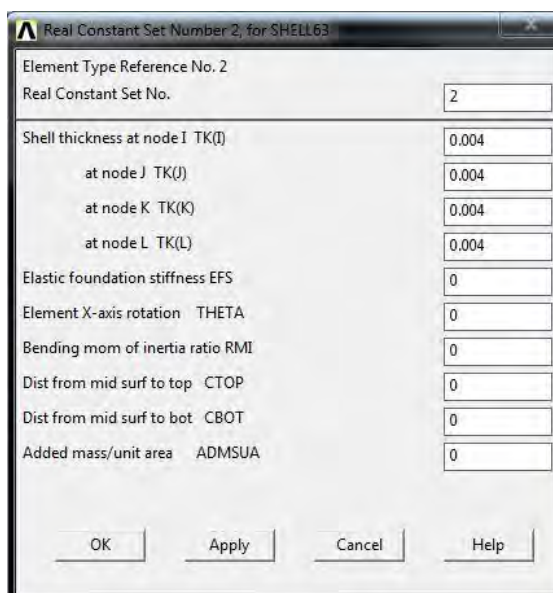 Real Constant Set Number 2, for SHELL63
Element Type Reference No. 2
Real Constant Set No. 2
Shell thickness at node I TK(I) 0.004
at node J TK(J) 0.004
at node K TK(K) 0.004
at node L TK(L) 0.004
Elastic foundation stiffness EFS 0
Element X-axis rotation THETA 0
Bending mom of inertia ratio RMI 0
Dist from mid surf to top CTOP 0
Dist from mid surf to bot CBOT 0
Added mass/unit area ADMSUA 0
OK Apply Cancel Help